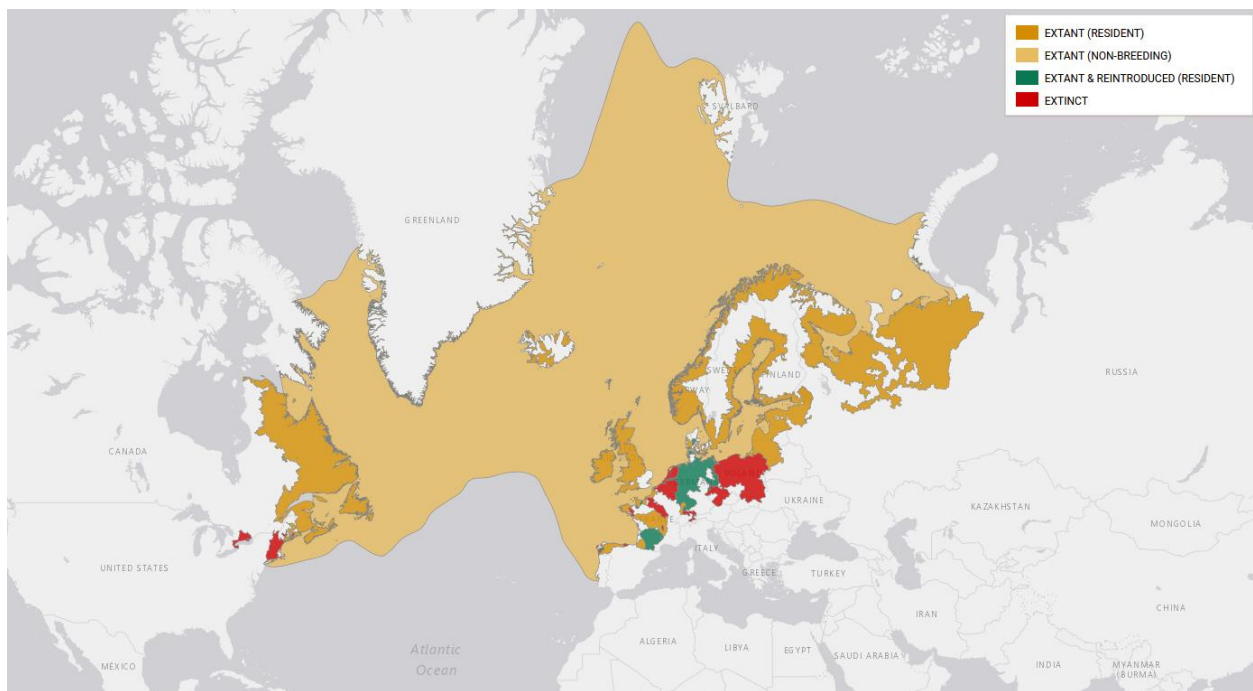 EXTANT (RESIDENT)
EXTANT (NON-BREEDING)
EXTANT & REINTRODUCED (RESIDENT)
EXTINCT
SVALBARD
GREENLAND
FINLAND
RUSSIA
CANADA
UKRAINE
KAZAKHSTAN
MONGOLIA
ITALY
UNITED STATES
GREECE
TURKEY
CHINA
IRAN
Atlantic
Ocean
ALGERIA
LIBYA
EGYPT
SAUDI ARABIA
MÉXICO
INDIA
MYANMAR
(BURMA)